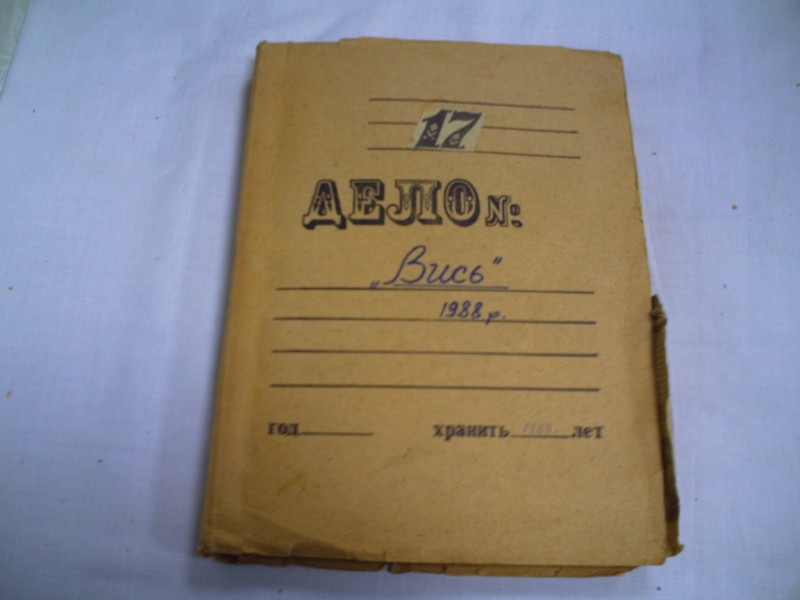 17
ДЕЛО №:
„Вись"
1988 р.
год хранить лет